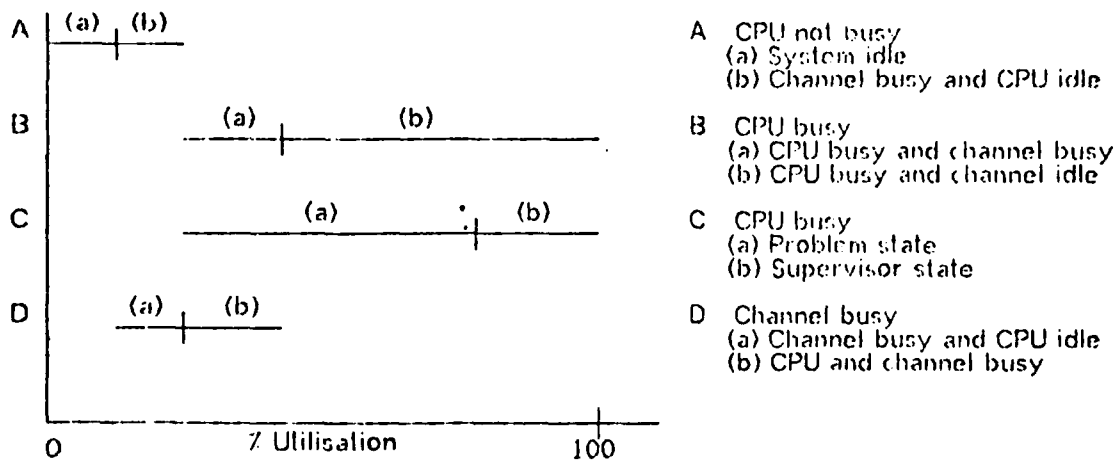 A (a) (b)
B (a) (b)
C (a) (b)
D (a) (b)
0 % Utilisation 100
A CPU not busy
(a) System idle
(b) Channel busy and CPU idle
B CPU busy
(a) CPU busy and channel busy
(b) CPU busy and channel idle
C CPU busy
(a) Problem state
(b) Supervisor state
D Channel busy
(a) Channel busy and CPU idle
(b) CPU and channel busy